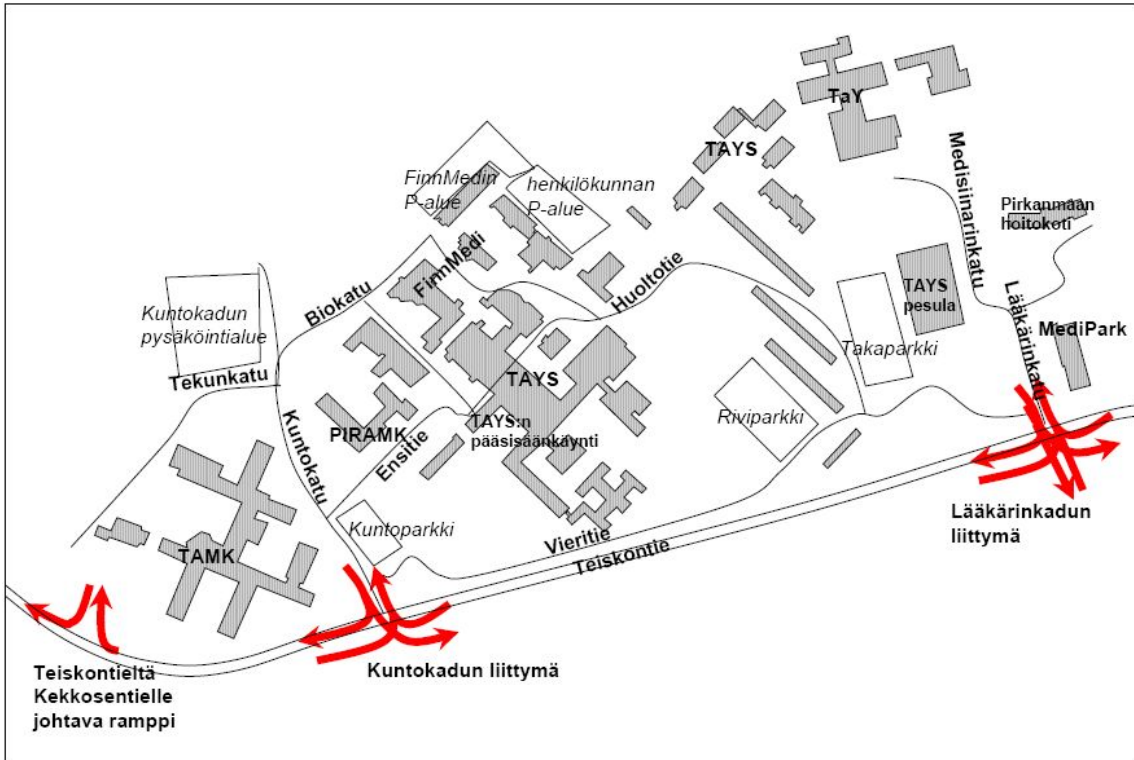 TaY
TAYS
Medisiinarinkatu
FinnMedin
P-alue
henkilökunnan
P-alue
Pirkanmaan
hoitokoti
FinnMedi
Huoltotie
Biokatu
TAYS
pesula
Lääkärinkatu
Kuntokadun
pysäköintialue
MediPark
Takaparkki
Tekunkatu
TAYS
Riviparkki
TAYS:n
pääsisäänkäynti
PIRAMK
Ensitie
Kuntokatu
Lääkärinkadun
liittymä
Kuntoparkki
Vieritie
Teiskontie
TAMK
Teiskontieltä
Kekkosentielle
johtava ramppi
Kuntokadun liittymä